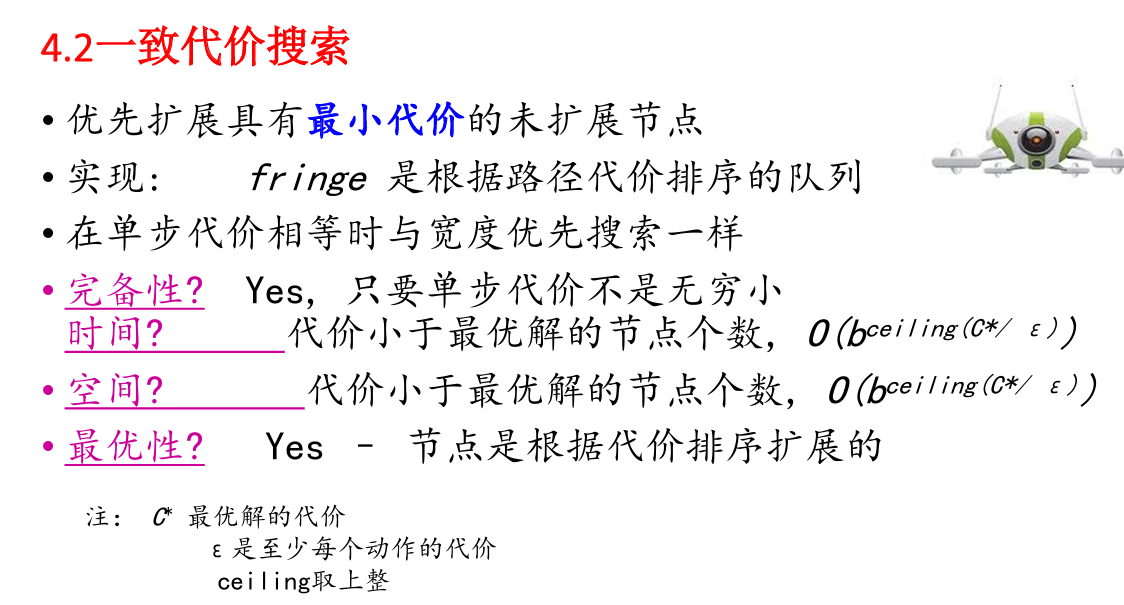 4.2一致代价搜索
• 优先扩展具有最小代价的未扩展节点
• 实现： fringe 是根据路径代价排序的队列
• 在单步代价相等时与宽度优先搜索一样
• 完备性? Yes, 只要单步代价不是无穷小
时间? 代价小于最优解的节点个数, O(b^ceiling(C*/ ε))
• 空间? 代价小于最优解的节点个数, O(b^ceiling(C*/ ε))
• 最优性? Yes – 节点是根据代价排序扩展的
注： C* 最优解的代价
ε是至少每个动作的代价
ceiling取上整